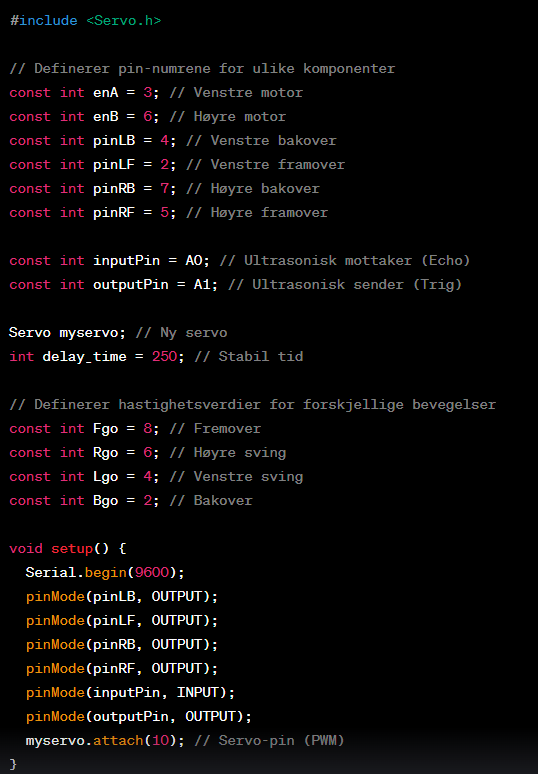 #include <Servo.h>
// Definerer pin-numrene for ulike komponenter
const int enA = 3; // Venstre motor
const int enB = 6; // Høyre motor
const int pinLB = 4; // Venstre bakover
const int pinLF = 2; // Venstre framover
const int pinRB = 7; // Høyre bakover
const int pinRF = 5; // Høyre framover
const int inputPin = A0; // Ultrasonisk mottaker (Echo)
const int outputPin = A1; // Ultrasonisk sender (Trig)
Servo myservo; // Ny servo
int delay_time = 250; // Stabil tid
// Definerer hastighetsverdier for forskjellige bevegelser
const int Fgo = 8; // Fremover
const int Rgo = 6; // Høyre sving
const int Lgo = 4; // Venstre sving
const int Bgo = 2; // Bakover
void setup() {
  Serial.begin(9600);
  pinMode(pinLB, OUTPUT);
  pinMode(pinLF, OUTPUT);
  pinMode(pinRB, OUTPUT);
  pinMode(pinRF, OUTPUT);
  pinMode(inputPin, INPUT);
  pinMode(outputPin, OUTPUT);
  myservo.attach(10); // Servo-pin (PWM)
}